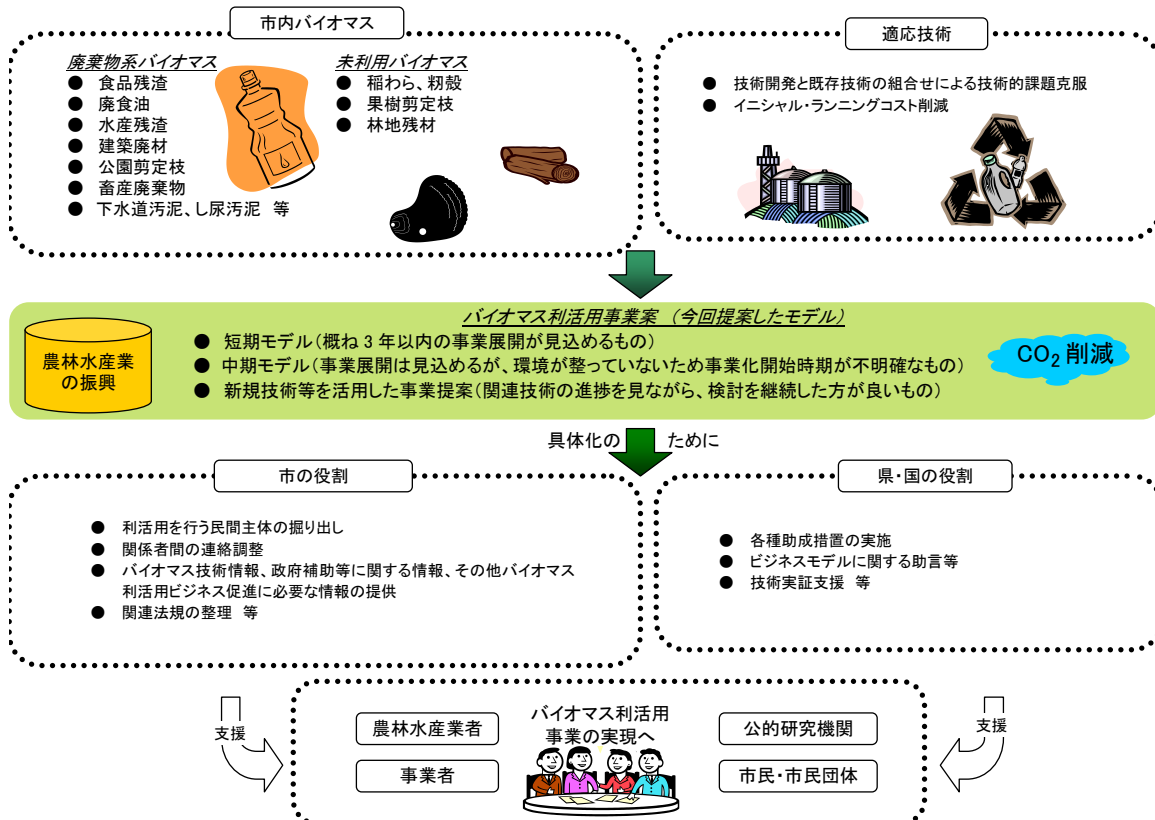 市内バイオマス
廃棄物系バイオマス
● 食品残渣
● 廃食油
● 水産残渣
● 建築廃材
● 公園剪定枝
● 畜産廃棄物
● 下水道汚泥、し尿汚泥 等
未利用バイオマス
● 稲わら、籾殻
● 果樹剪定枝
● 林地残材
適応技術
● 技術開発と既存技術の組合せによる技術的課題克服
● イニシャル・ランニングコスト削減
バイオマス利活用事業案 (今回提案したモデル)
農林水産業
の振興
● 短期モデル(概ね 3 年以内の事業展開が見込めるもの)
● 中期モデル(事業展開は見込めるが、環境が整っていないため事業化開始時期が不明確なもの)
● 新規技術等を活用した事業提案(関連技術の進捗を見ながら、検討を継続した方が良いもの)
CO₂ 削減
具体化の ために
市の役割
● 利活用を行う民間主体の掘り出し
● 関係者間の連絡調整
● バイオマス技術情報、政府補助等に関する情報、その他バイオマス
利活用ビジネス促進に必要な情報の提供
● 関連法規の整理 等
県・国の役割
● 各種助成措置の実施
● ビジネスモデルに関する助言等
● 技術実証支援 等
支援
農林水産業者
事業者
バイオマス利活用
事業の実現へ
公的研究機関
市民・市民団体
支援